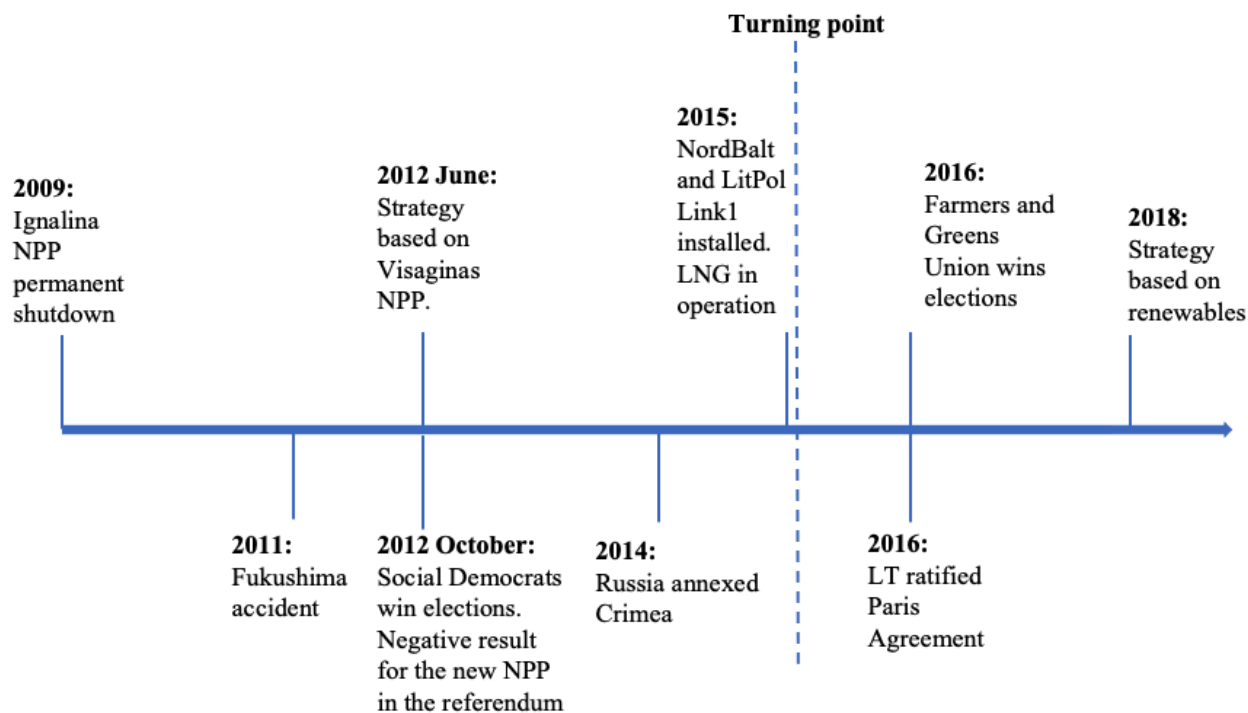 Turning point
2009:
Ignalina
NPP
permanent
shutdown
2012 June:
Strategy
based on
Visaginas
NPP.
2015:
NordBalt
and LitPol
Link1
installed.
LNG in
operation
2016:
Farmers and
Greens
Union wins
elections
2018:
Strategy
based on
renewables
2011:
Fukushima
accident
2012 October:
Social Democrats
win elections.
Negative result
for the new NPP
in the referendum
2014:
Russia annexed
Crimea
2016:
LT ratified
Paris
Agreement